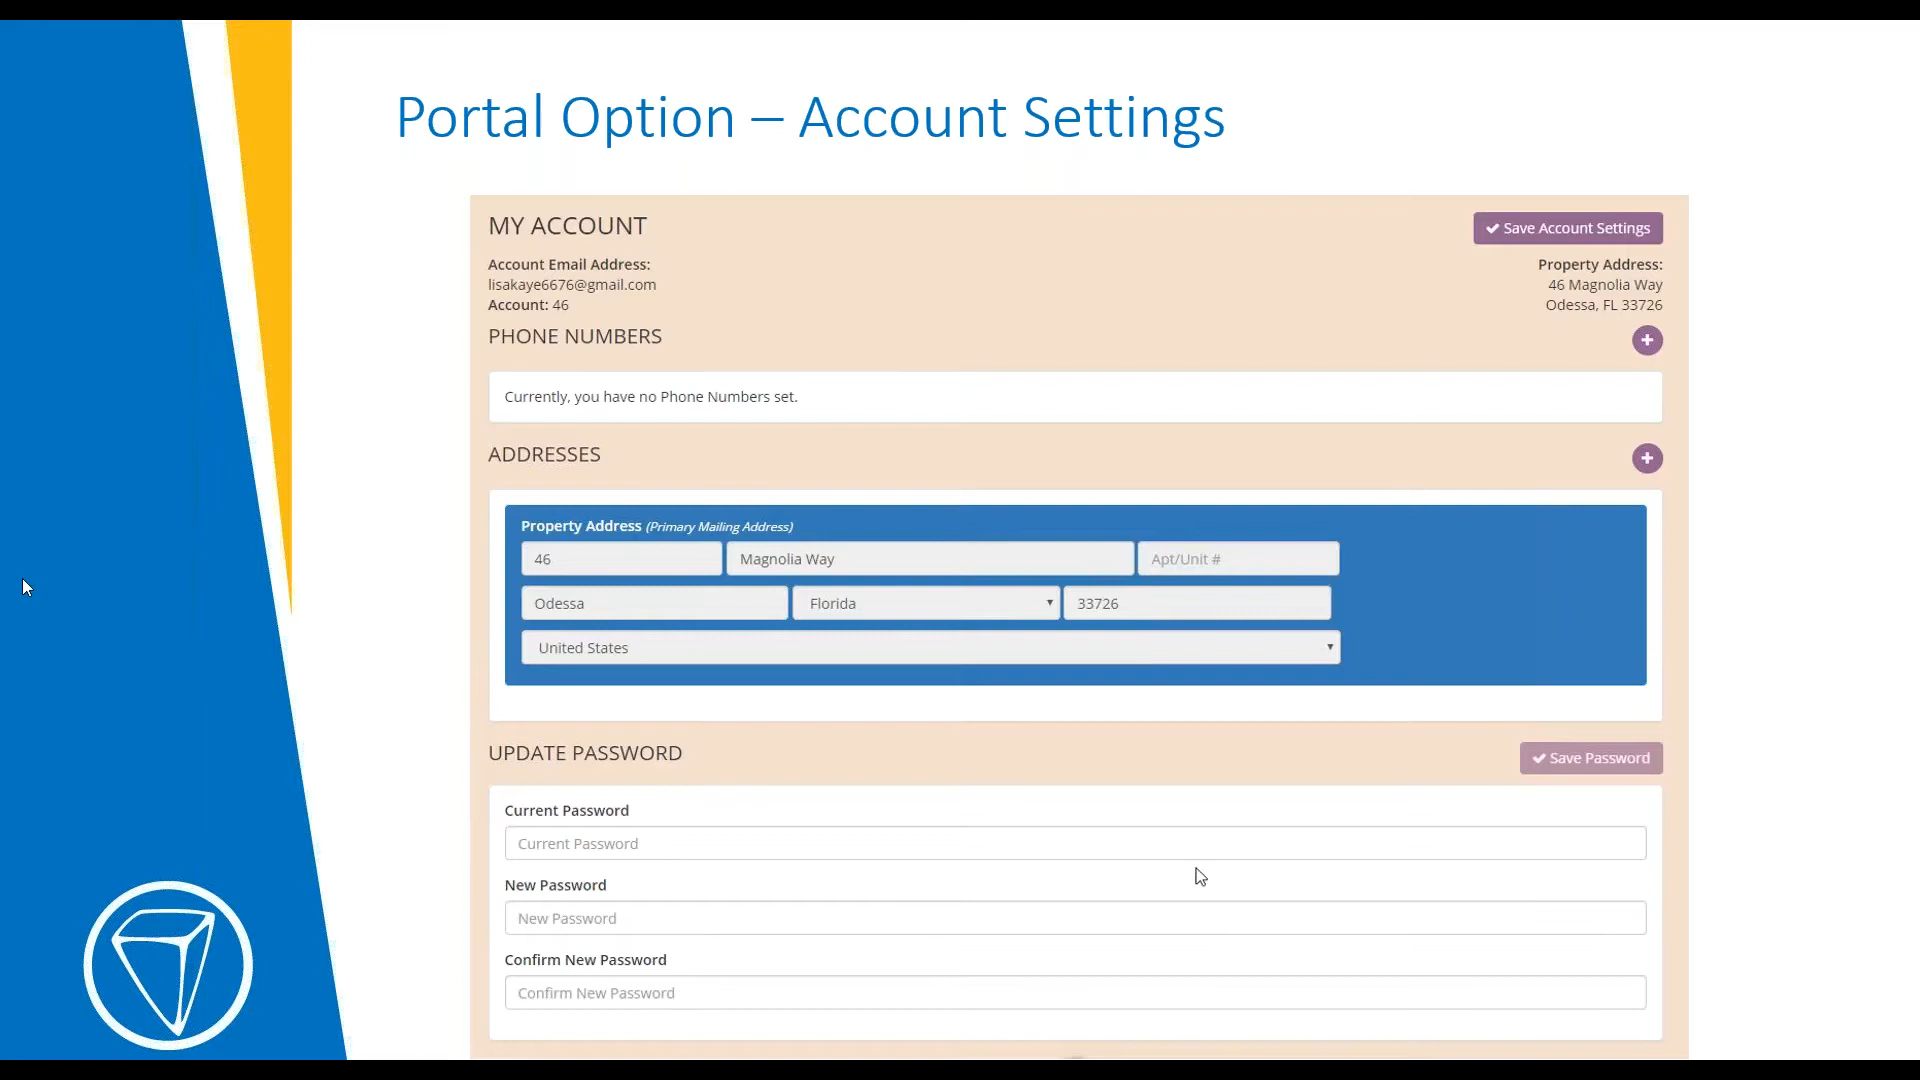 Portal Option – Account Settings
MY ACCOUNT
Save Account Settings
Account Email Address:
lisakaye6676@gmail.com
Account: 46
Property Address:
46 Magnolia Way
Odessa, FL 33726
PHONE NUMBERS
Currently, you have no Phone Numbers set.
ADDRESSES
Property Address (Primary Mailing Address)
46 Magnolia Way Apt/Unit #
Odessa Florida 33726
United States
UPDATE PASSWORD
Save Password
Current Password
Current Password
New Password
New Password
Confirm New Password
Confirm New Password